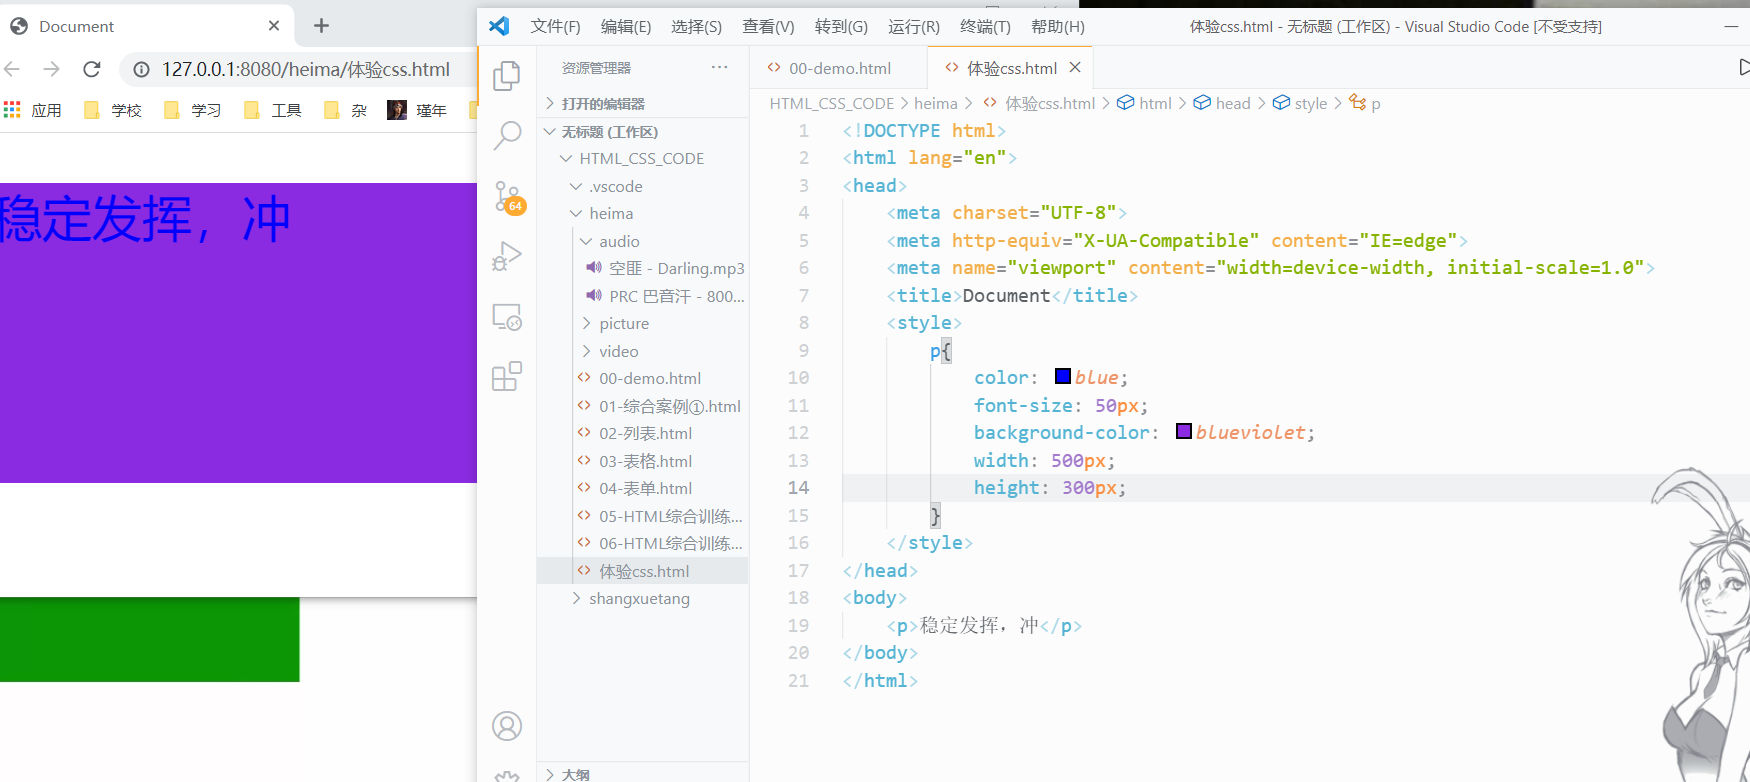 Document
127.0.0.1:8080/heima/体验css.html
应用 学校 学习 工具 杂 瑾年
稳定发挥，冲
文件(F) 编辑(E) 选择(S) 查看(V) 转到(G) 运行(R) 终端(T) 帮助(H) 体验css.html - 无标题 (工作区) - Visual Studio Code [不受支持]
资源管理器 ···
打开的编辑器
无标题 (工作区)
HTML_CSS_CODE
.vscode
heima
audio
空匪 - Darling.mp3
PRC 巴音汗 - 800...
picture
video
00-demo.html
01-综合案例①.html
02-列表.html
03-表格.html
04-表单.html
05-HTML综合训练...
06-HTML综合训练...
体验css.html
shangxuetang
大纲
64
00-demo.html 体验css.html
HTML_CSS_CODE > heima > 体验css.html > html > head > style > p
1 <!DOCTYPE html>
2 <html lang="en">
3 <head>
4 <meta charset="UTF-8">
5 <meta http-equiv="X-UA-Compatible" content="IE=edge">
6 <meta name="viewport" content="width=device-width, initial-scale=1.0">
7 <title>Document</title>
8 <style>
9 p{
10 color: blue;
11 font-size: 50px;
12 background-color: blueviolet;
13 width: 500px;
14 height: 300px;
15 }
16 </style>
17 </head>
18 <body>
19 <p>稳定发挥，冲</p>
20 </body>
21 </html>